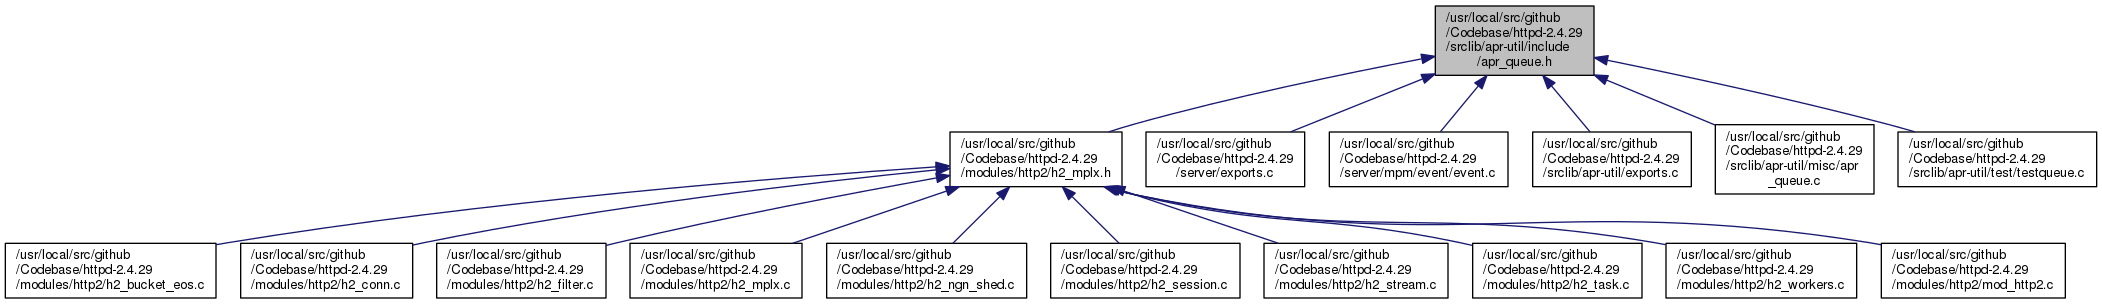 /usr/local/src/github
/Codebase/httpd-2.4.29
/srclib/apr-util/include
/apr_queue.h
/usr/local/src/github
/Codebase/httpd-2.4.29
/modules/http2/h2_mplx.h
/usr/local/src/github
/Codebase/httpd-2.4.29
/server/exports.c
/usr/local/src/github
/Codebase/httpd-2.4.29
/server/mpm/event/event.c
/usr/local/src/github
/Codebase/httpd-2.4.29
/srclib/apr-util/exports.c
/usr/local/src/github
/Codebase/httpd-2.4.29
/srclib/apr-util/misc/apr
_queue.c
/usr/local/src/github
/Codebase/httpd-2.4.29
/srclib/apr-util/test/testqueue.c
/usr/local/src/github
/Codebase/httpd-2.4.29
/modules/http2/h2_bucket_eos.c
/usr/local/src/github
/Codebase/httpd-2.4.29
/modules/http2/h2_conn.c
/usr/local/src/github
/Codebase/httpd-2.4.29
/modules/http2/h2_filter.c
/usr/local/src/github
/Codebase/httpd-2.4.29
/modules/http2/h2_mplx.c
/usr/local/src/github
/Codebase/httpd-2.4.29
/modules/http2/h2_ngn_shed.c
/usr/local/src/github
/Codebase/httpd-2.4.29
/modules/http2/h2_session.c
/usr/local/src/github
/Codebase/httpd-2.4.29
/modules/http2/h2_stream.c
/usr/local/src/github
/Codebase/httpd-2.4.29
/modules/http2/h2_task.c
/usr/local/src/github
/Codebase/httpd-2.4.29
/modules/http2/h2_workers.c
/usr/local/src/github
/Codebase/httpd-2.4.29
/modules/http2/mod_http2.c